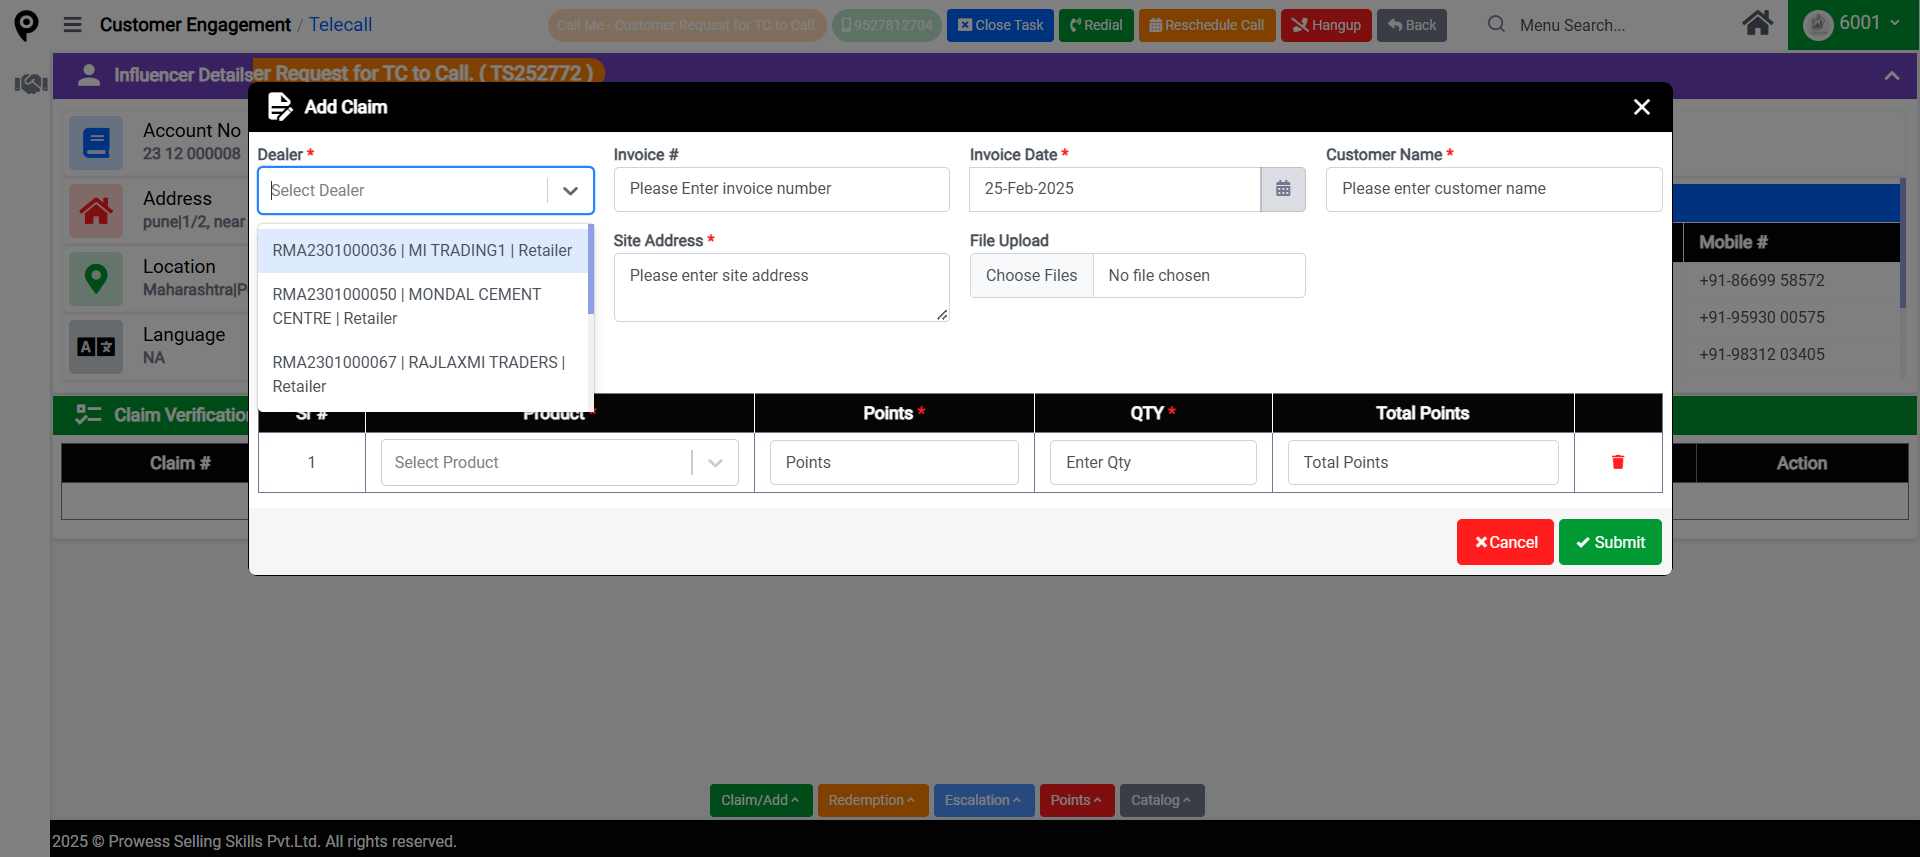 Customer Engagement / Telecall
Call Me - Customer Request for TC to Call.
9527812704
Close Task
Redial
Reschedule Call
Hangup
Back
Menu Search...
6001
Influencer Details
er Request for TC to Call. ( TS252772 )
Add Claim
Account No
23 12 000008
Address
pune|1/2, near
Location
Maharashtra|P
Language
NA
Dealer *
Select Dealer
RMA2301000036 | MI TRADING1 | Retailer
RMA2301000050 | MONDAL CEMENT
CENTRE | Retailer
RMA2301000067 | RAJLAXMI TRADERS |
Retailer
Invoice #
Please Enter invoice number
Invoice Date *
25-Feb-2025
Customer Name *
Please enter customer name
Site Address *
Please enter site address
File Upload
Choose Files No file chosen
Mobile #
+91-86699 58572
+91-95930 00575
+91-98312 03405
Claim Verification
Claim #
Action
Sr # Product * Points * QTY * Total Points
1 Select Product Points Enter Qty Total Points
Cancel
Submit
Claim/Add
Redemption
Escalation
Points
Catalog
2025 © Prowess Selling Skills Pvt.Ltd. All rights reserved.